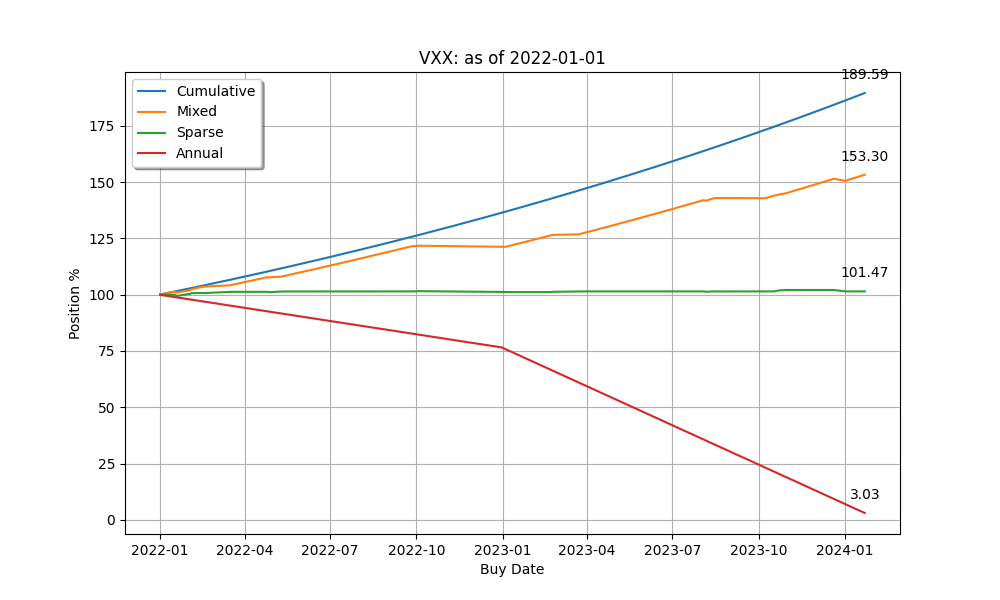 VXX: as of 2022-01-01
189.59
Cumulative
Mixed
Sparse
Annual
153.30
101.47
3.03
175
150
125
100
75
50
25
0
Position %
2022-01 2022-04 2022-07 2022-10 2023-01 2023-04 2023-07 2023-10 2024-01
Buy Date